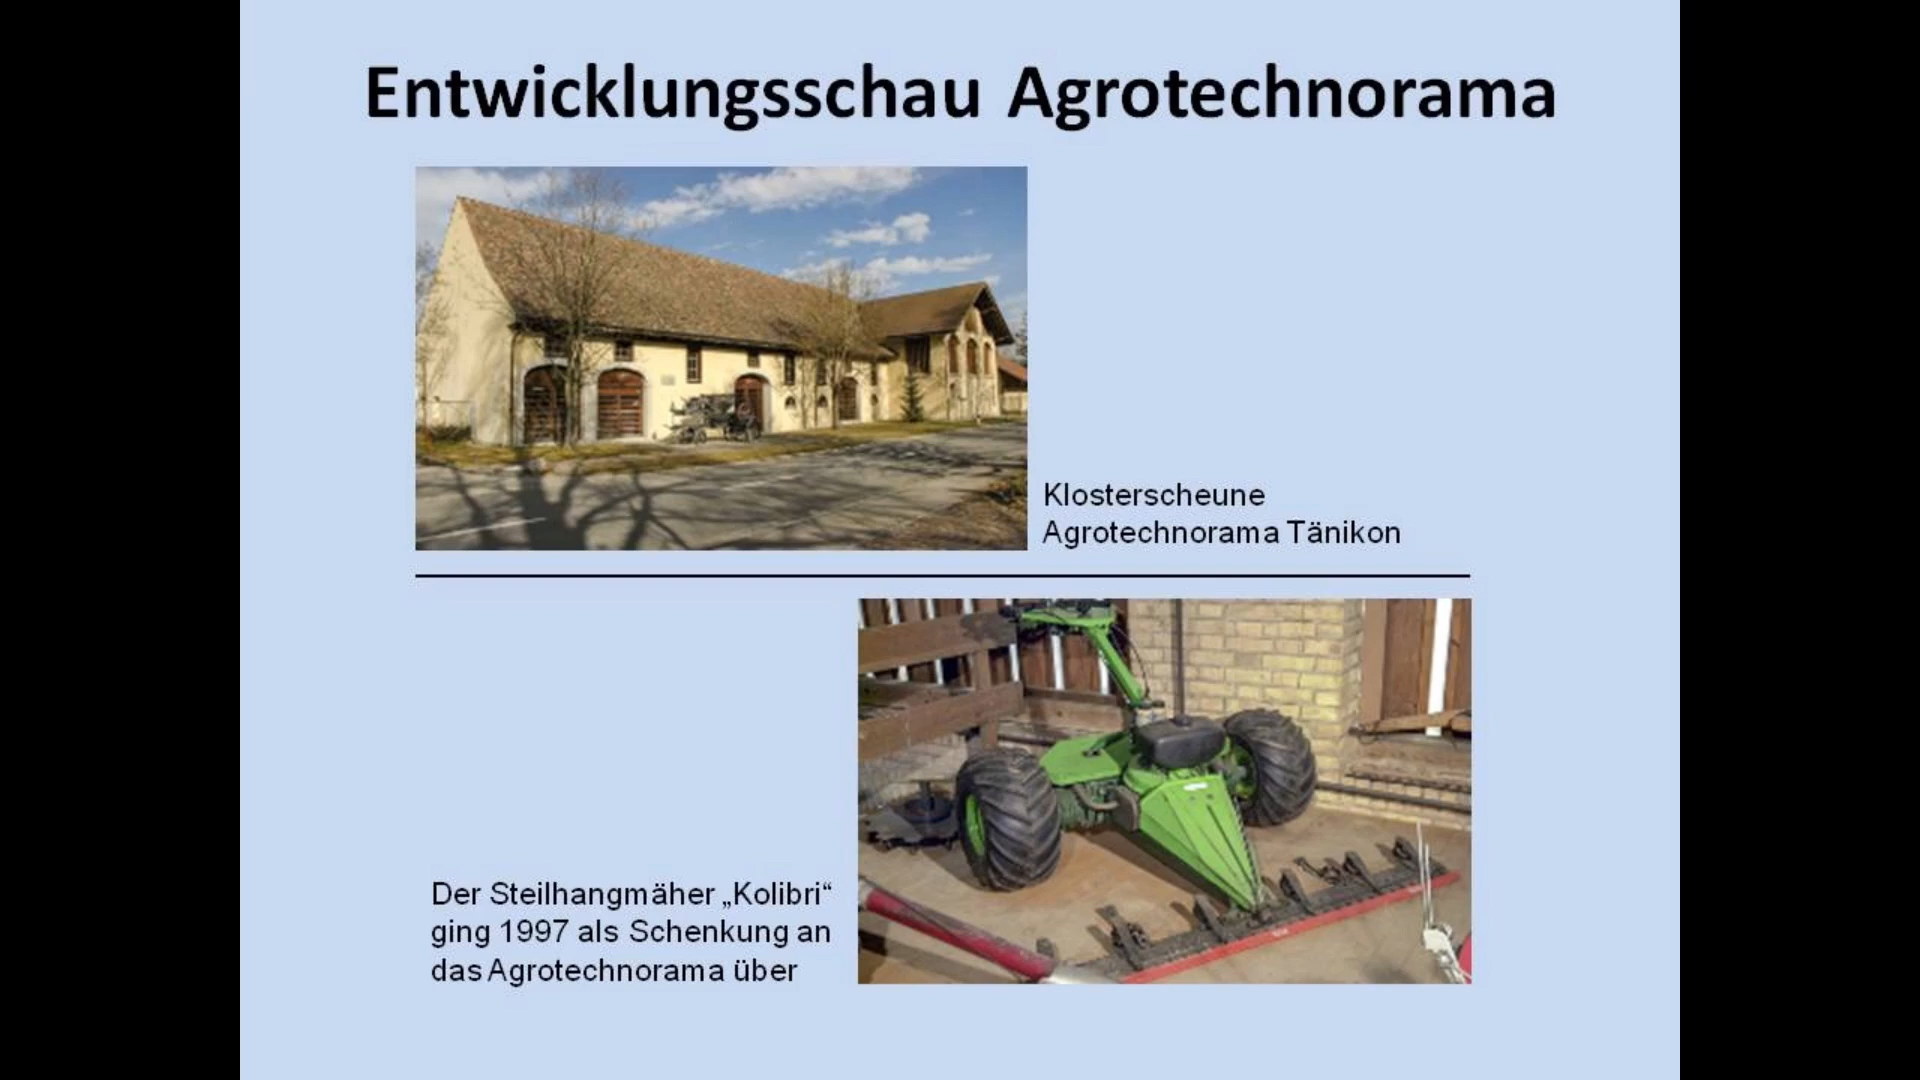 Entwicklungsschau Agrotechnorama
Klosterscheune
Agrotechnorama Tänikon
Der Steilhangmäher „Kolibri“
ging 1997 als Schenkung an
das Agrotechnorama über